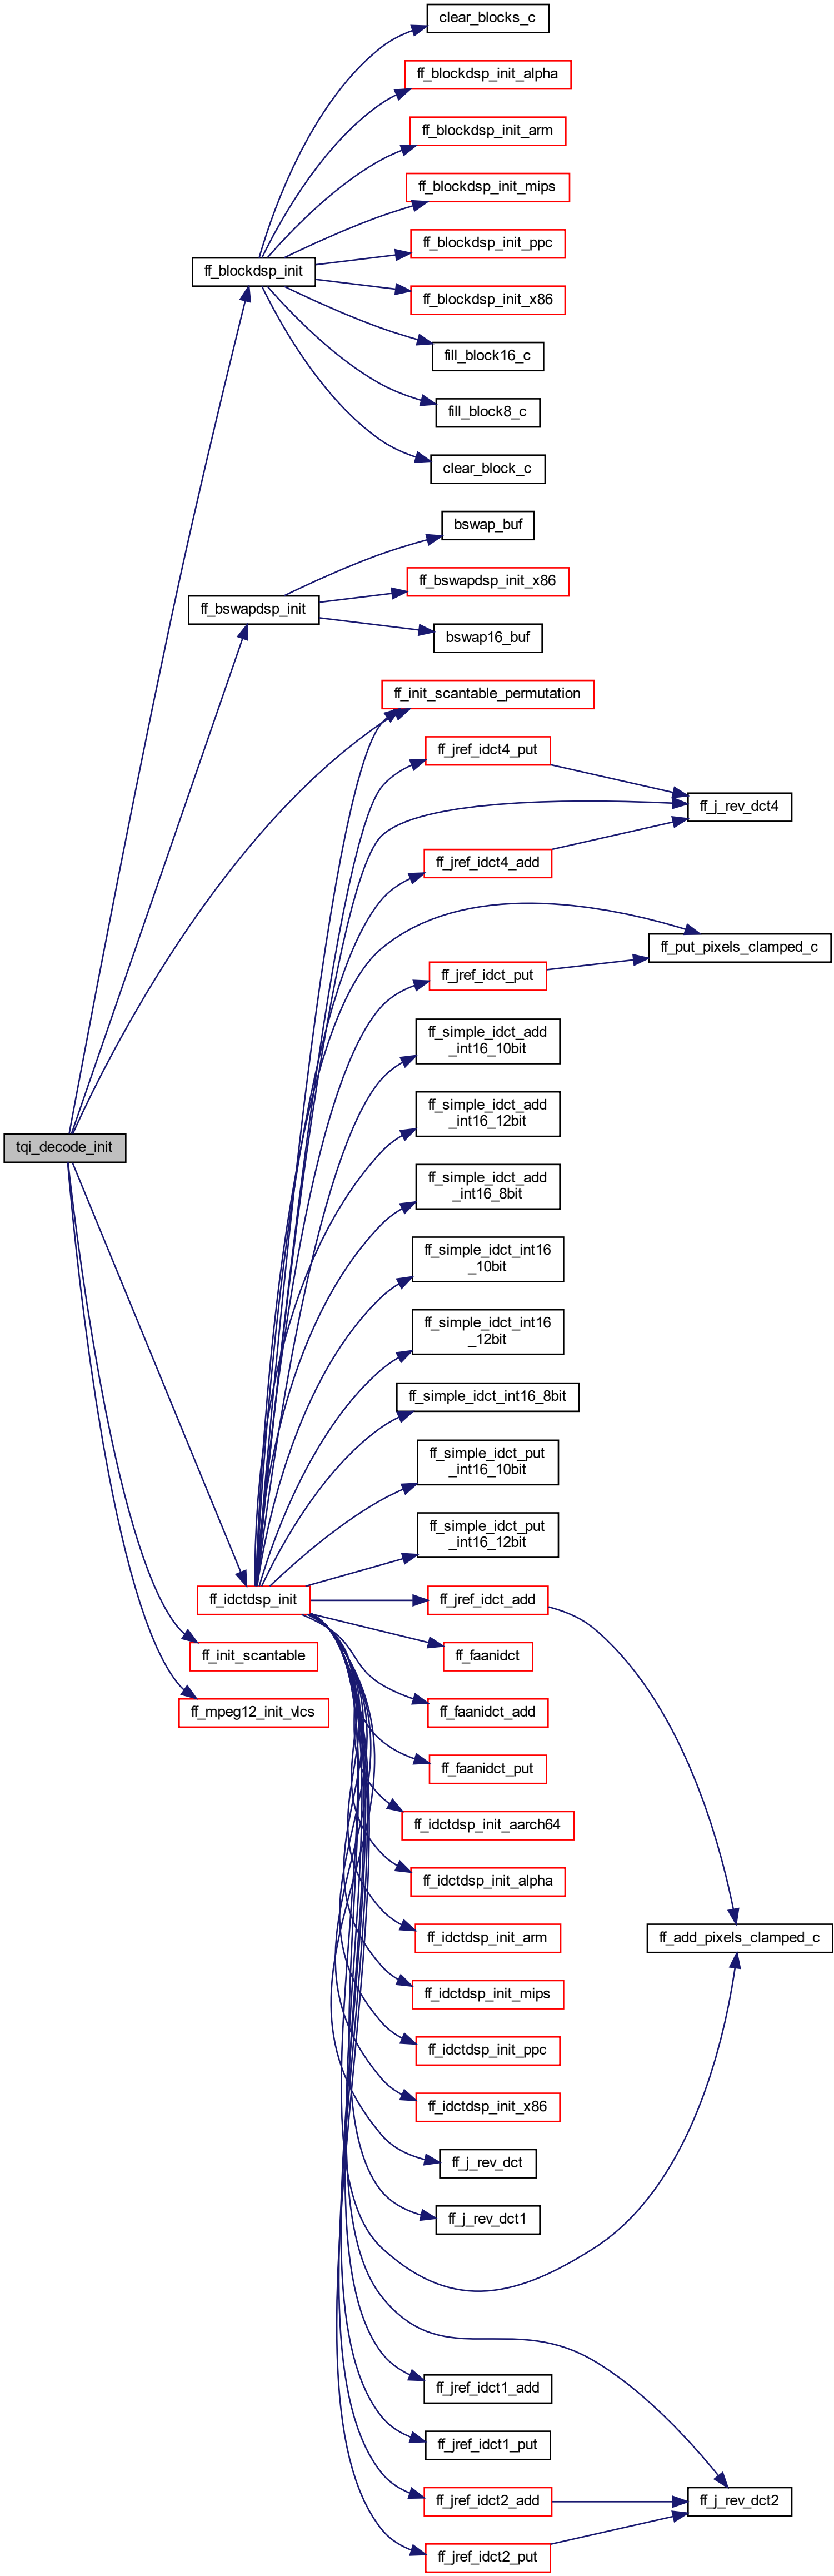 clear_blocks_c
ff_blockdsp_init_alpha
ff_blockdsp_init_arm
ff_blockdsp_init_mips
ff_blockdsp_init_ppc
ff_blockdsp_init
ff_blockdsp_init_x86
fill_block16_c
fill_block8_c
clear_block_c
bswap_buf
ff_bswapdsp_init_x86
ff_bswapdsp_init
bswap16_buf
ff_init_scantable_permutation
ff_jref_idct4_put
ff_j_rev_dct4
ff_jref_idct4_add
ff_put_pixels_clamped_c
ff_jref_idct_put
ff_simple_idct_add
_int16_10bit
ff_simple_idct_add
_int16_12bit
tqi_decode_init
ff_simple_idct_add
_int16_8bit
ff_simple_idct_int16
_10bit
ff_simple_idct_int16
_12bit
ff_simple_idct_int16_8bit
ff_simple_idct_put
_int16_10bit
ff_simple_idct_put
_int16_12bit
ff_idctdsp_init
ff_jref_idct_add
ff_init_scantable
ff_faanidct
ff_mpeg12_init_vlcs
ff_faanidct_add
ff_faanidct_put
ff_idctdsp_init_aarch64
ff_idctdsp_init_alpha
ff_idctdsp_init_arm
ff_add_pixels_clamped_c
ff_idctdsp_init_mips
ff_idctdsp_init_ppc
ff_idctdsp_init_x86
ff_j_rev_dct
ff_j_rev_dct1
ff_jref_idct1_add
ff_jref_idct1_put
ff_jref_idct2_add
ff_j_rev_dct2
ff_jref_idct2_put